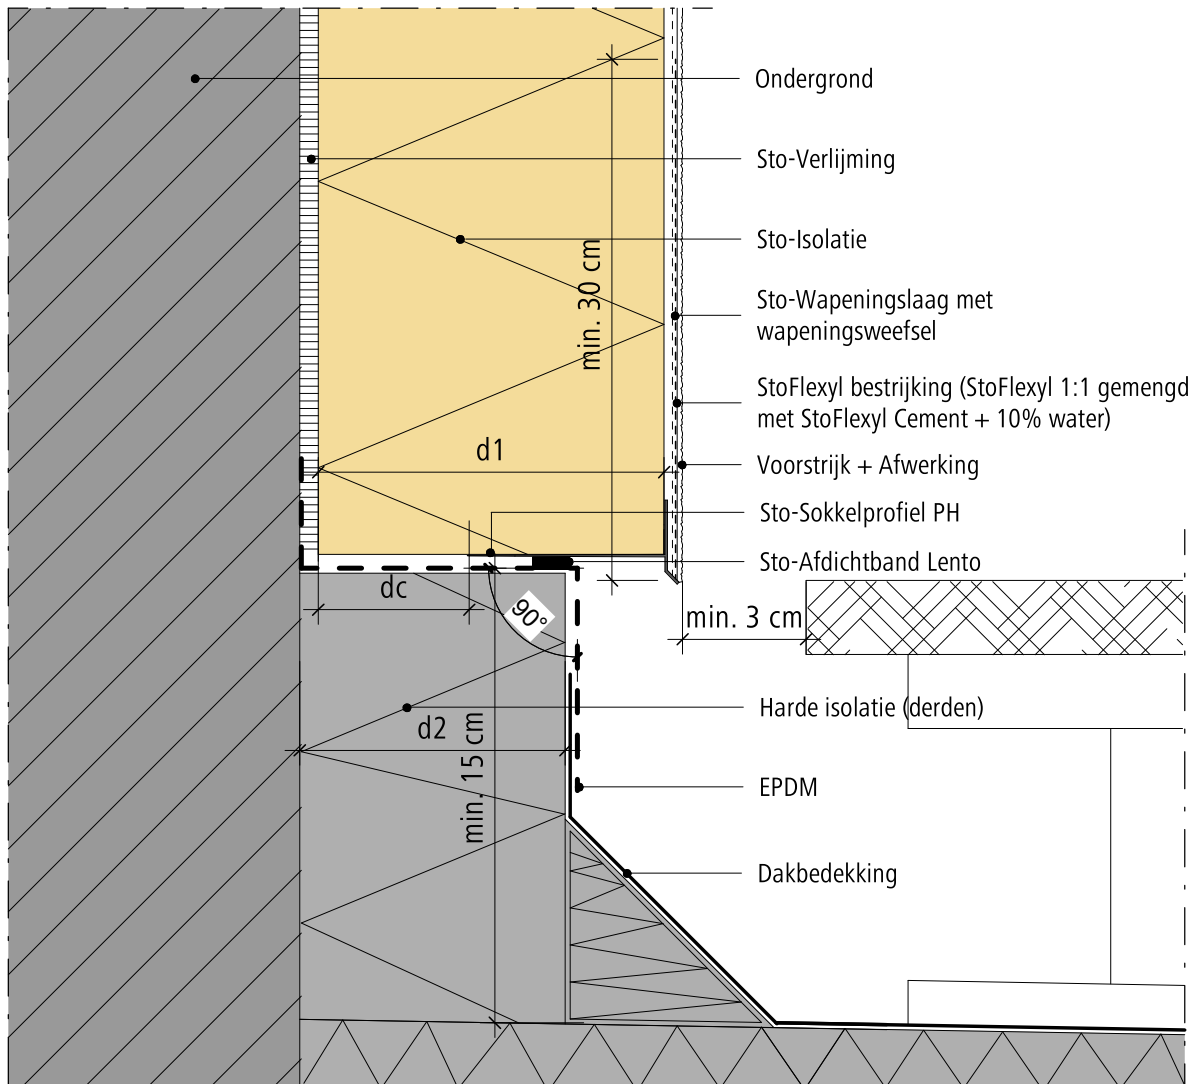 Ondergrond
Sto-Verlijming
Sto-Isolatie
min. 30 cm
Sto-Wapeningslaag met
wapeningsweefsel
StoFlexyl bestrijking (StoFlexyl 1:1 gemengd
met StoFlexyl Cement + 10% water)
d1
Voorstrijk + Afwerking
Sto-Sokkelprofiel PH
Sto-Afdichtband Lento
dc
90°
min. 3 cm
Harde isolatie (derden)
d2
min. 15 cm
EPDM
Dakbedekking